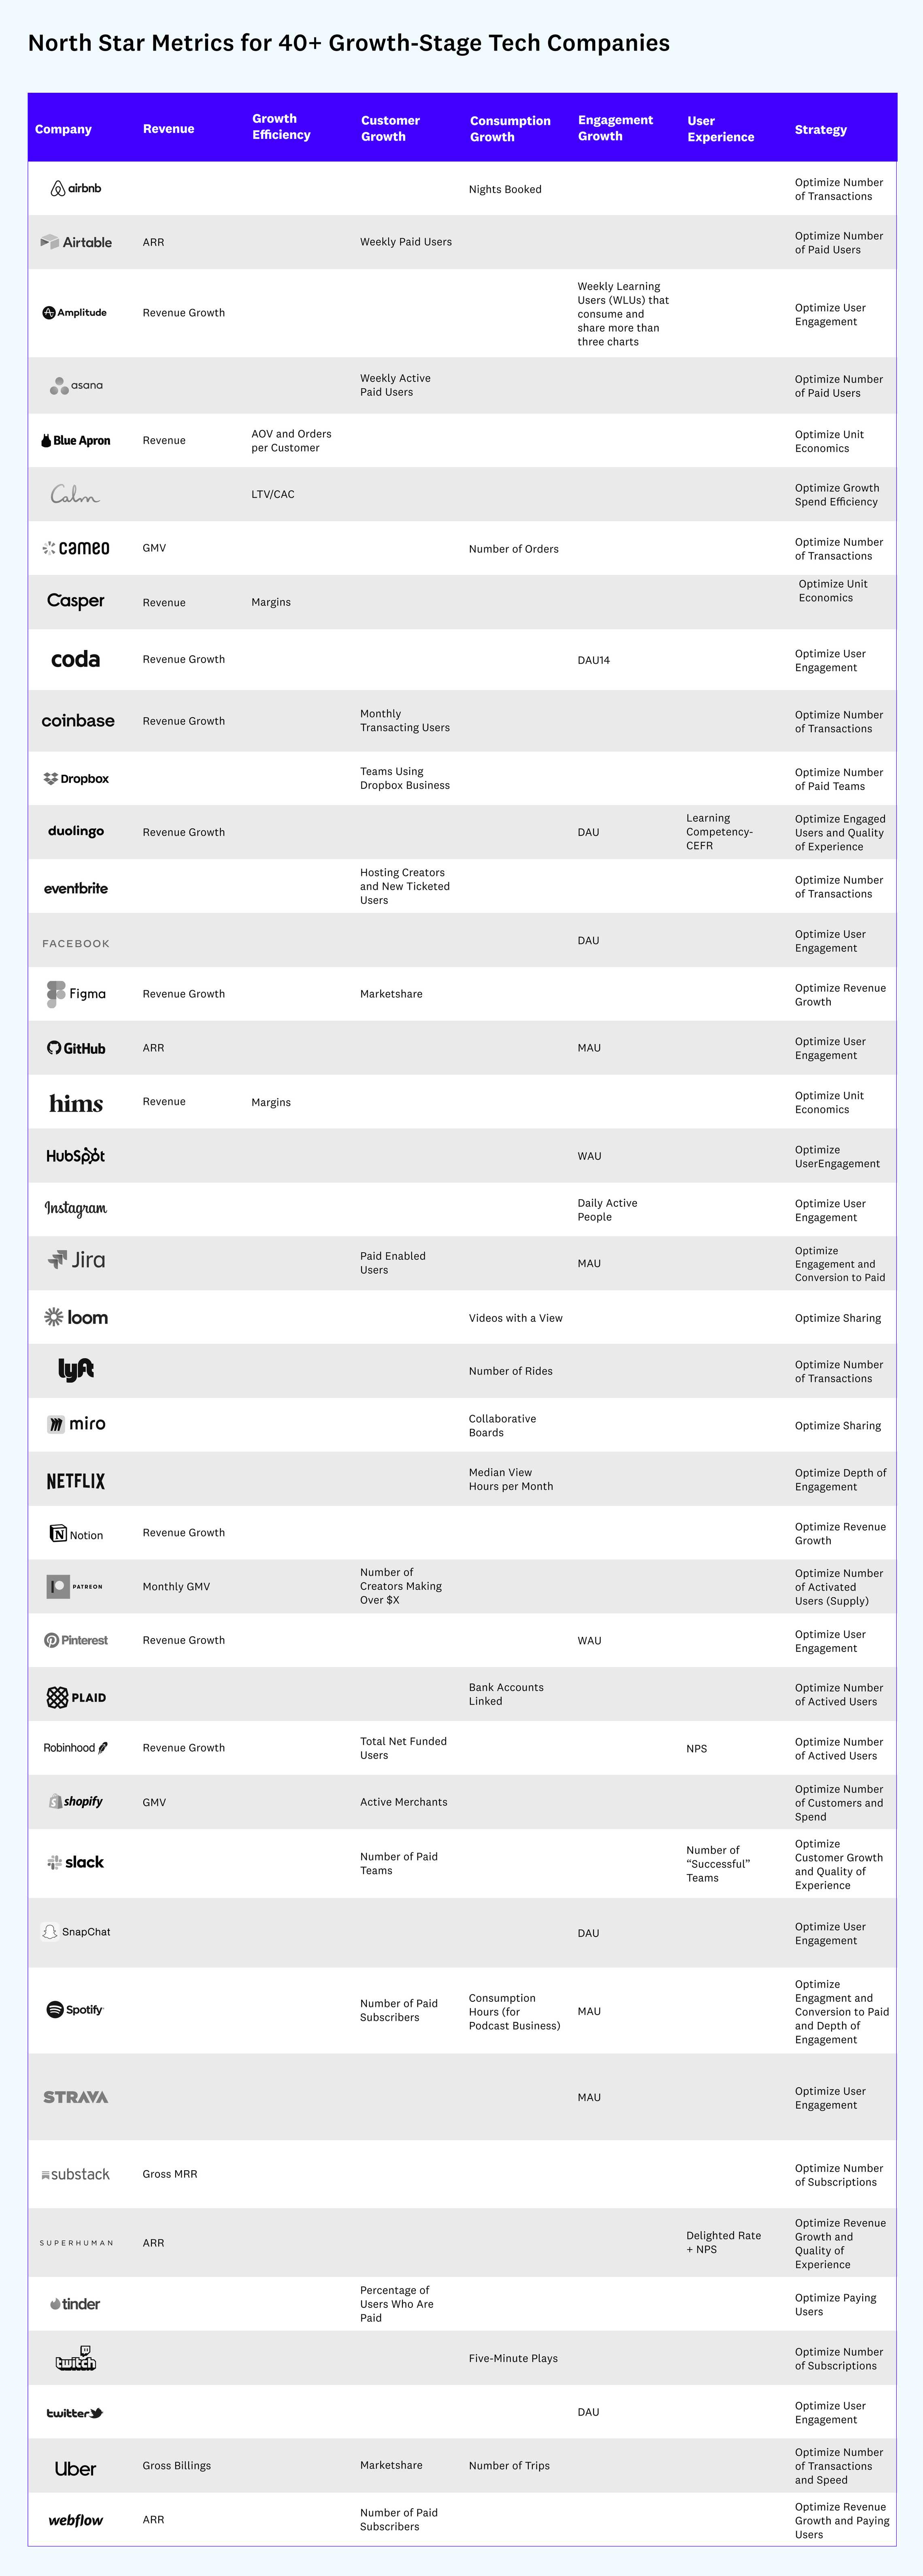 North Star Metrics for 40+ Growth-Stage Tech Companies
Company
Revenue
Growth
Efficiency
Customer
Growth
Consumption
Growth
Engagement
Growth
User
Experience
Strategy
airbnb
Nights Booked
Optimize Number
of Transactions
Airtable
ARR
Weekly Paid Users
Optimize Number
of Paid Users
Amplitude
Revenue Growth
Weekly Learning
Users (WLUs) that
consume and
share more than
three charts
Optimize User
Engagement
asana
Weekly Active
Paid Users
Optimize Number
of Paid Users
Blue Apron
Revenue
AOV and Orders
per Customer
Optimize Unit
Economics
Calm
LTV/CAC
Optimize Growth
Spend Efficiency
cameo
GMV
Number of Orders
Optimize Number
of Transactions
Casper
Revenue
Margins
Optimize Unit
Economics
coda
Revenue Growth
DAU14
Optimize User
Engagement
coinbase
Revenue Growth
Monthly
Transacting Users
Optimize Number
of Transactions
Dropbox
Teams Using
Dropbox Business
Optimize Number
of Paid Teams
duolingo
Revenue Growth
DAU
Learning
Competency-
CEFR
Optimize Engaged
Users and Quality
of Experience
eventbrite
Hosting Creators
and New Ticketed
Users
Optimize Number
of Transactions
FACEBOOK
DAU
Optimize User
Engagement
Figma
Revenue Growth
Marketshare
Optimize Revenue
Growth
GitHub
ARR
MAU
Optimize User
Engagement
hims
Revenue
Margins
Optimize Unit
Economics
HubSpot
WAU
Optimize
UserEngagement
Instagram
Daily Active
People
Optimize User
Engagement
Jira
Paid Enabled
Users
MAU
Optimize
Engagement and
Conversion to Paid
loom
Videos with a View
Optimize Sharing
lyft
Number of Rides
Optimize Number
of Transactions
miro
Collaborative
Boards
Optimize Sharing
NETFLIX
Median View
Hours per Month
Optimize Depth of
Engagement
Notion
Revenue Growth
Optimize Revenue
Growth
PATREON
Monthly GMV
Number of
Creators Making
Over $X
Optimize Number
of Activated
Users (Supply)
Pinterest
Revenue Growth
WAU
Optimize User
Engagement
PLAID
Bank Accounts
Linked
Optimize Number
of Actived Users
Robinhood
Revenue Growth
Total Net Funded
Users
NPS
Optimize Number
of Actived Users
shopify
GMV
Active Merchants
Optimize Number
of Customers and
Spend
slack
Number of Paid
Teams
Number of
“Successful”
Teams
Optimize
Customer Growth
and Quality of
Experience
SnapChat
DAU
Optimize User
Engagement
Spotify
Number of Paid
Subscribers
Consumption
Hours (for
Podcast Business)
MAU
Optimize
Engagment and
Conversion to Paid
and Depth of
Engagement
STRAVA
MAU
Optimize User
Engagement
substack
Gross MRR
Optimize Number
of Subscriptions
SUPERHUMAN
ARR
Delighted Rate
+ NPS
Optimize Revenue
Growth and
Quality of
Experience
tinder
Percentage of
Users Who Are
Paid
Optimize Paying
Users
twitch
Five-Minute Plays
Optimize Number
of Subscriptions
twitter
DAU
Optimize User
Engagement
Uber
Gross Billings
Marketshare
Number of Trips
Optimize Number
of Transactions
and Speed
webflow
ARR
Number of Paid
Subscribers
Optimize Revenue
Growth and Paying
Users